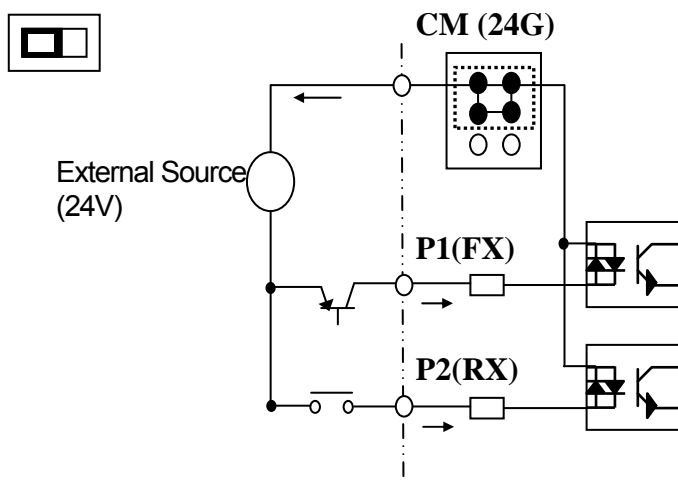 CM (24G)
External Source
(24V)
P1(FX)
P2(RX)